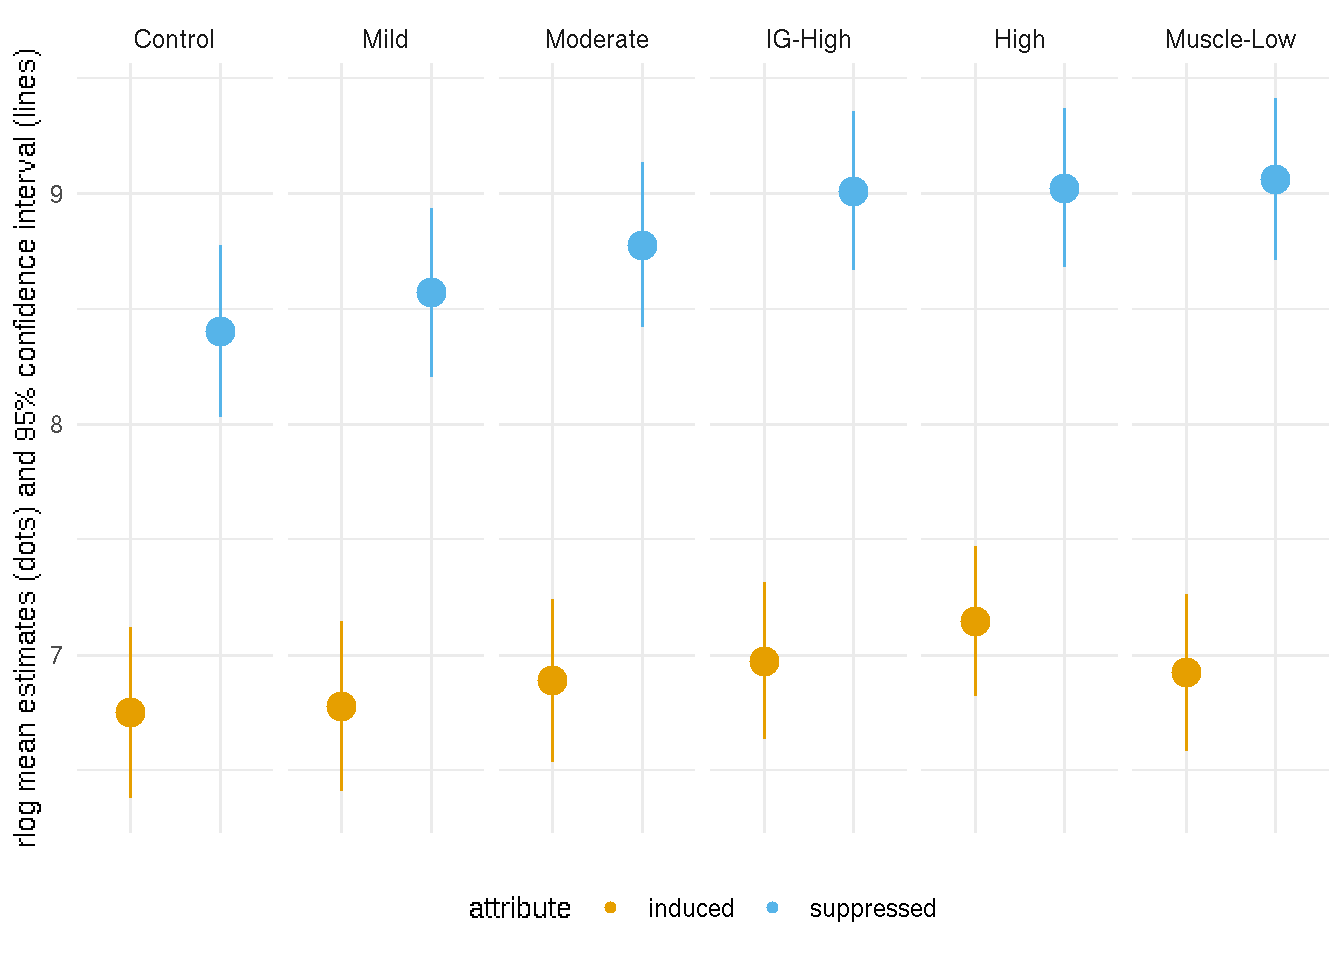 Control Mild Moderate IG-High High Muscle-Low
rlog mean estimates (dots) and 95% confidence interval (lines)
9
8
7
attribute induced suppressed